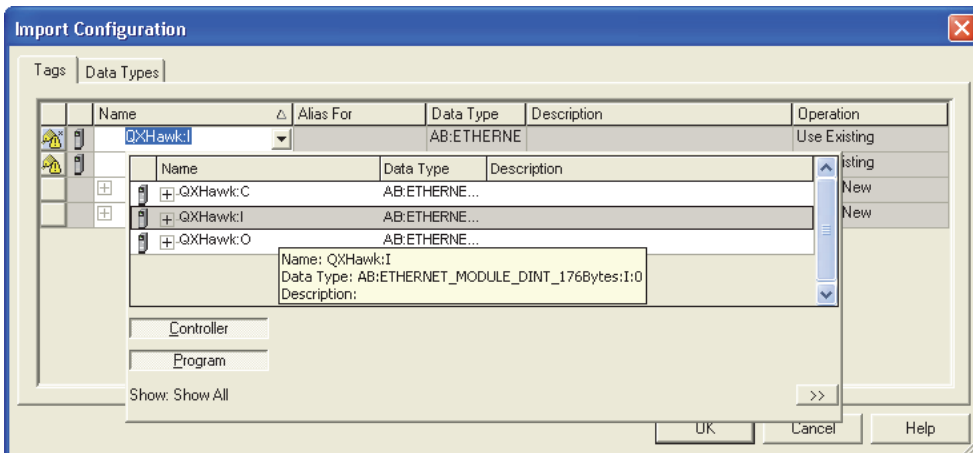 Import Configuration
Tags Data Types
Name Alias For Data Type Description Operation
QXHawk:I AB:ETHERNE Use Existing
isting
Name Data Type Description
QXHawk:C AB:ETHERNE... New
QXHawk:I AB:ETHERNE... New
QXHawk:O AB:ETHERNE...
Name: QXHawk:I
Data Type: AB:ETHERNET_MODULE_DINT_176Bytes:I:0
Description:
Controller
Program
Show: Show All >>
OK Cancel Help